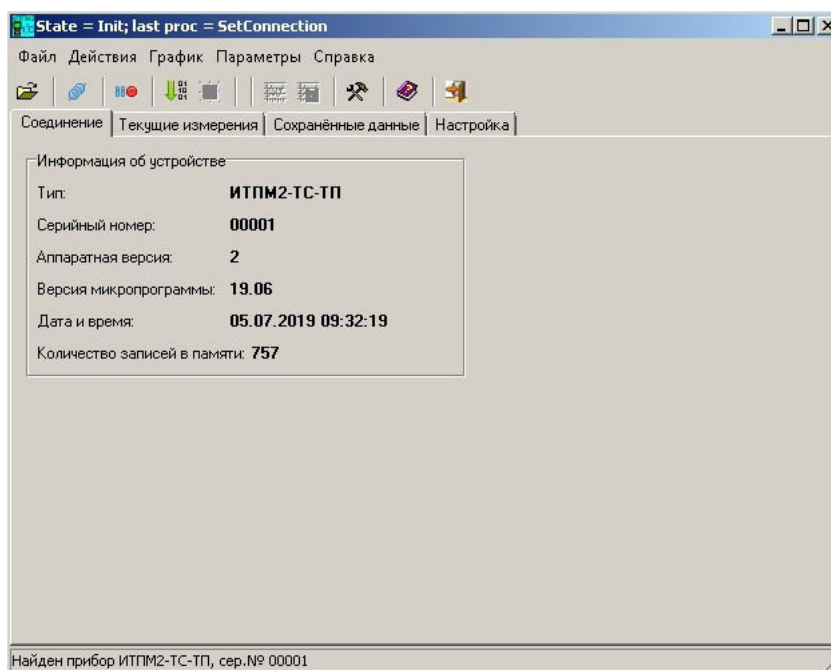 State = Init; last proc = SetConnection
Файл Действия График Параметры Справка
Соединение Текущие измерения Сохранённые данные Настройка
Информация об устройстве
Тип: ИТПМ2-ТС-ТП
Серийный номер: 00001
Аппаратная версия: 2
Версия микропрограммы: 19.06
Дата и время: 05.07.2019 09:32:19
Количество записей в памяти: 757
Найден прибор ИТПМ2-ТС-ТП, сер.№ 00001